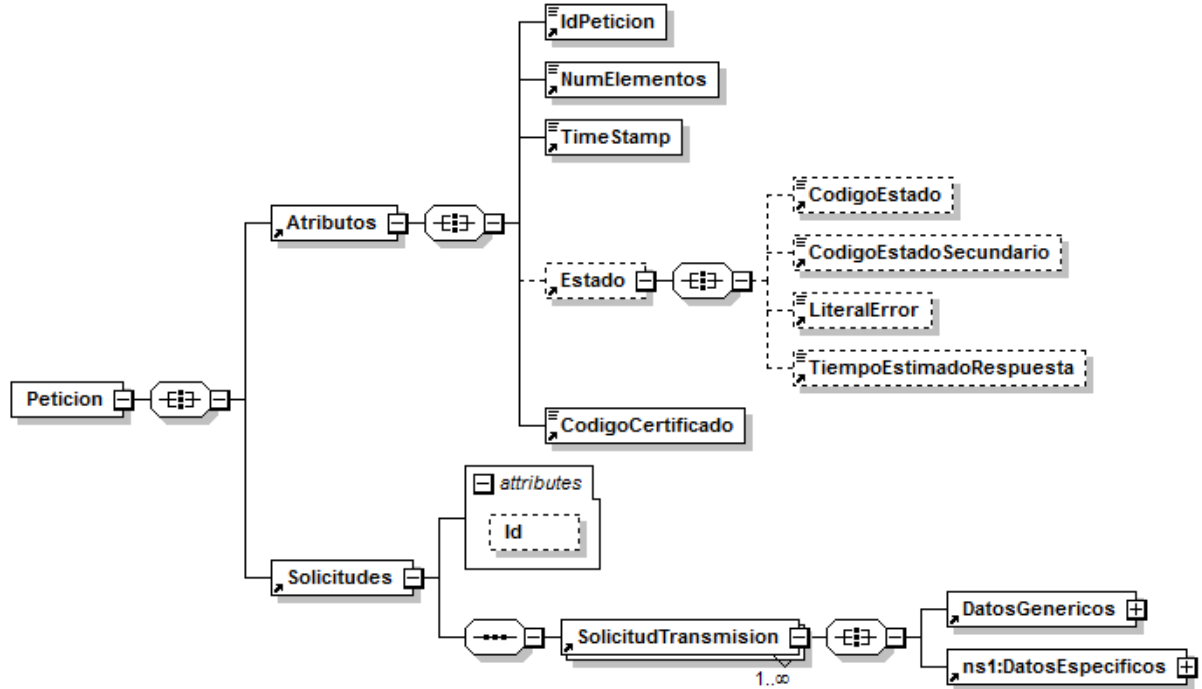 IdPeticion
NumElementos
TimeStamp
CodigoEstado
Atributos
CodigoEstadoSecundario
Estado
LiteralError
TiempoEstimadoRespuesta
Peticion
CodigoCertificado
attributes
Id
Solicitudes
DatosGenericos
SolicitudTransmision
1..∞
ns1:DatosEspecificos